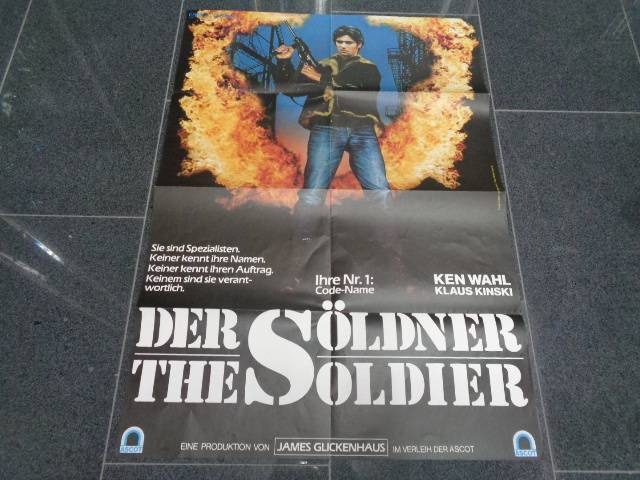 Sie sind Spezialisten.
Keiner kennt ihre Namen.
Keiner kennt ihren Auftrag.
Keinem sind sie verant-
wortlich.
Ihre Nr. 1:
Code-Name
KEN WAHL
KLAUS KINSKI
DER SÖLDNER
THE SOLDIER
EINE PRODUKTION VON JAMES GLICKENHAUS IM VERLEIH DER ASCOT
ASCOT
ASCOT